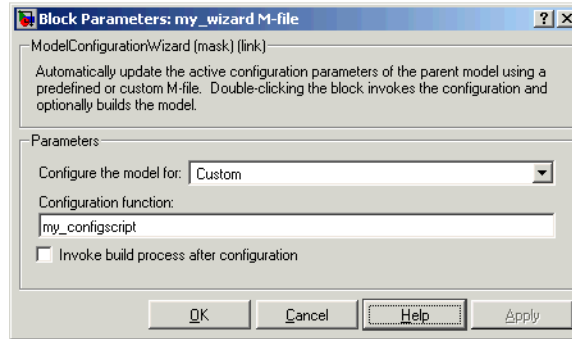 Block Parameters: my_wizard M-file
ModelConfigurationWizard (mask) (link)
Automatically update the active configuration parameters of the parent model using a
predefined or custom M-file. Double-clicking the block invokes the configuration and
optionally builds the model.
Parameters
Configure the model for: Custom
Configuration function:
my_configscript
Invoke build process after configuration
OK Cancel Help Apply